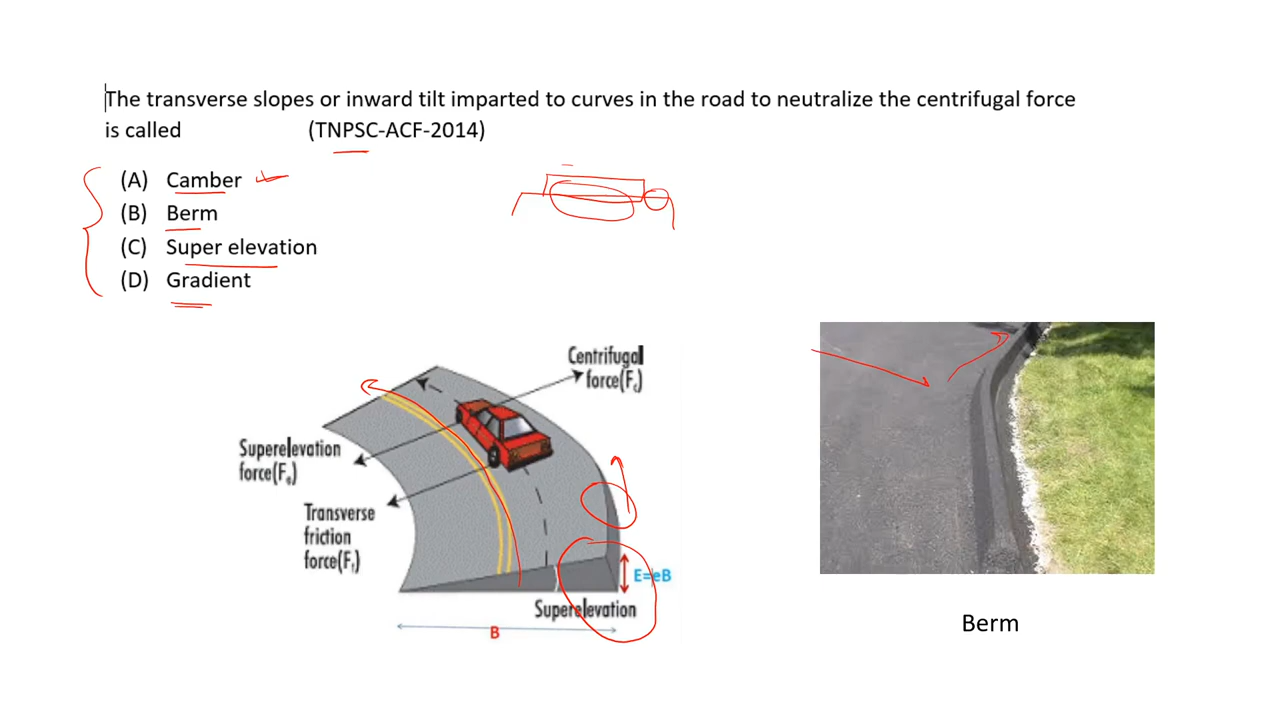 The transverse slopes or inward tilt imparted to curves in the road to neutralize the centrifugal force
is called (TNPSC-ACF-2014)
(A) Camber
(B) Berm
(C) Super elevation
(D) Gradient
Centrifugal
force(Fc)
Superelevation
force(Fe)
Transverse
friction
force(Ff)
E=eB
Superelevation
B
Berm